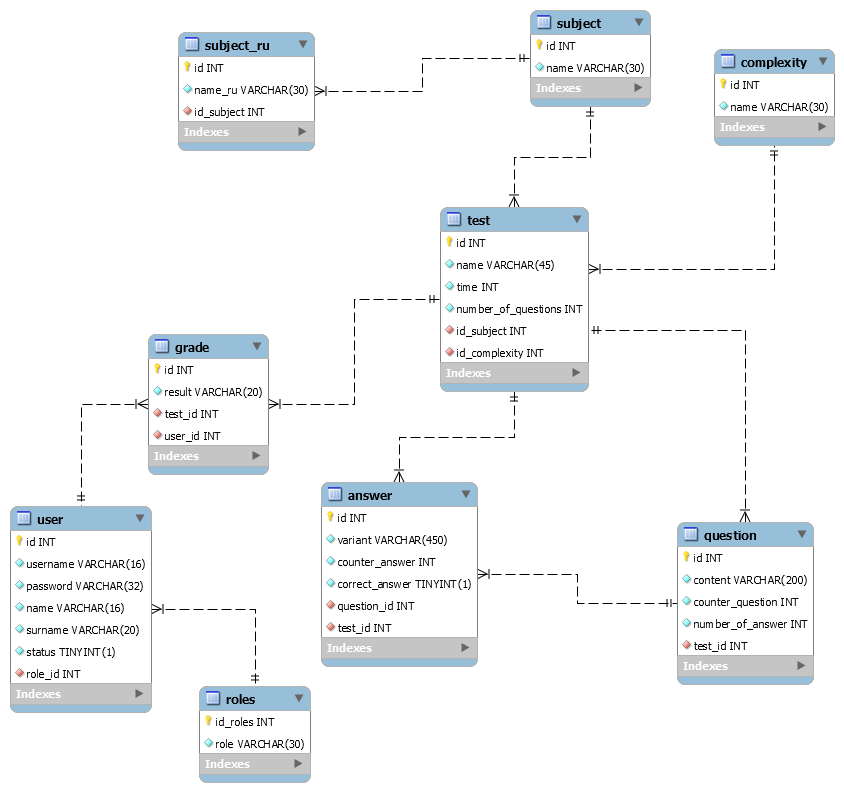 subject_ru
id INT
name_ru VARCHAR(30)
id_subject INT
Indexes
subject
id INT
name VARCHAR(30)
Indexes
complexity
id INT
name VARCHAR(30)
Indexes
test
id INT
name VARCHAR(45)
time INT
number_of_questions INT
id_subject INT
id_complexity INT
Indexes
grade
id INT
result VARCHAR(20)
test_id INT
user_id INT
Indexes
user
id INT
username VARCHAR(16)
password VARCHAR(32)
name VARCHAR(16)
surname VARCHAR(20)
status TINYINT(1)
role_id INT
Indexes
answer
id INT
variant VARCHAR(450)
counter_answer INT
correct_answer TINYINT(1)
question_id INT
test_id INT
Indexes
question
id INT
content VARCHAR(200)
counter_question INT
number_of_answer INT
test_id INT
Indexes
roles
id_roles INT
role VARCHAR(30)
Indexes